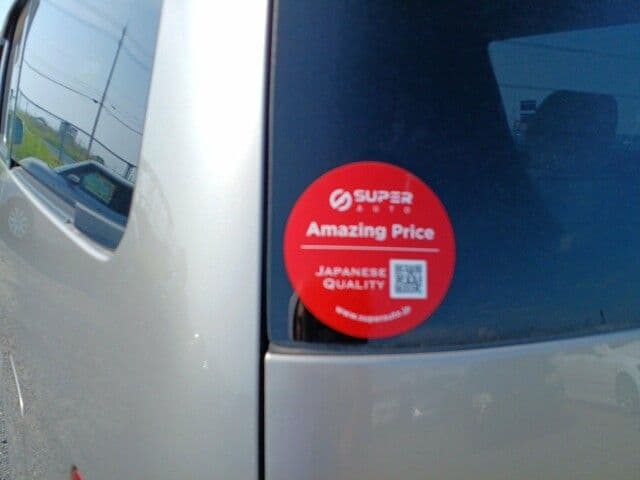 SUPER
AUTO
Amazing Price
JAPANESE
QUALITY
www.superauto.jp